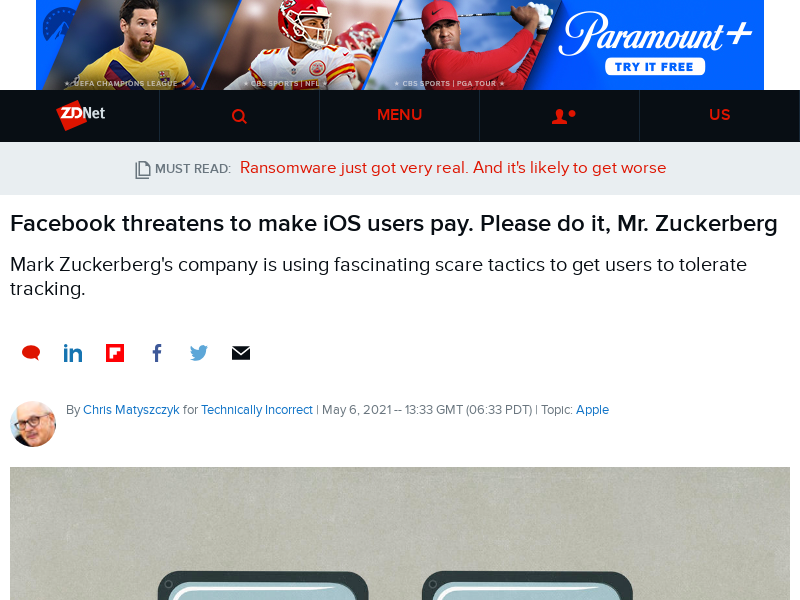 Paramount+
TRY IT FREE
★ UEFA CHAMPIONS LEAGUE ★
★ CBS SPORTS | NFL ★
★ CBS SPORTS | PGA TOUR ★
ZDNet
MENU
US
MUST READ: Ransomware just got very real. And it's likely to get worse
Facebook threatens to make iOS users pay. Please do it, Mr. Zuckerberg
Mark Zuckerberg's company is using fascinating scare tactics to get users to tolerate
tracking.
By Chris Matyszczyk for Technically Incorrect | May 6, 2021 -- 13:33 GMT (06:33 PDT) | Topic: Apple